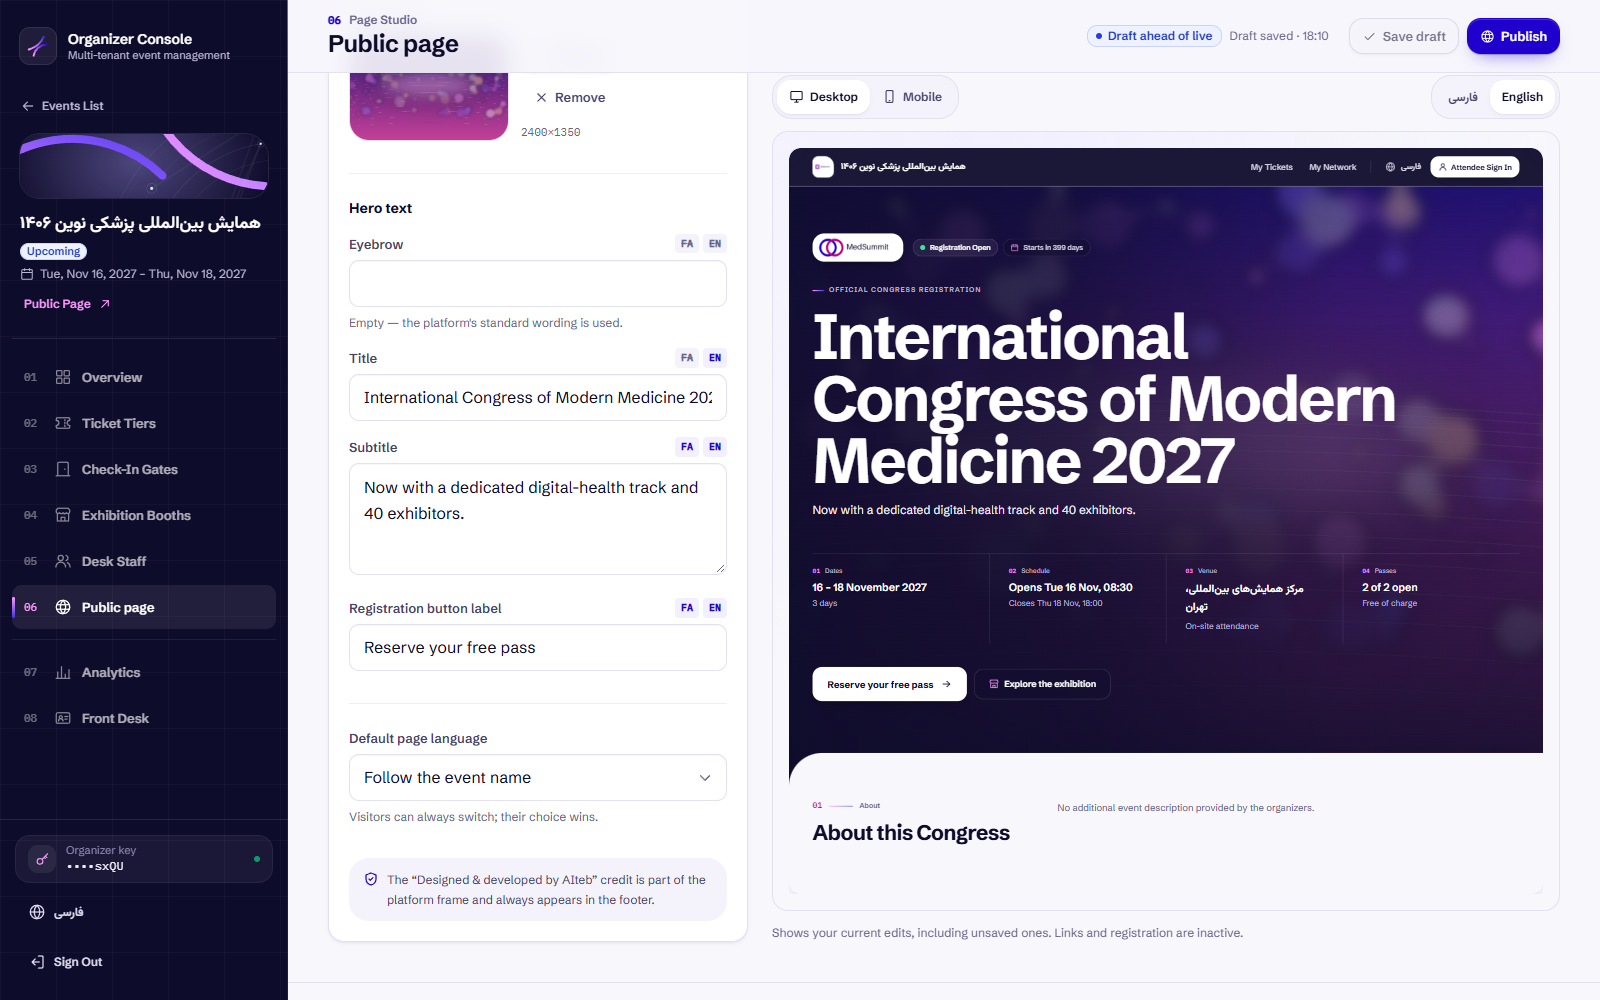 Organizer Console
Multi-tenant event management
Events List
همایش بین‌المللی پزشکی نوین ۱۴۰۶
Upcoming
Tue, Nov 16, 2027 – Thu, Nov 18, 2027
Public Page
01 Overview
02 Ticket Tiers
03 Check-In Gates
04 Exhibition Booths
05 Desk Staff
06 Public page
07 Analytics
08 Front Desk
Organizer key
••••sxQU
فارسی
Sign Out
06 Page Studio
Public page
Draft ahead of live
Draft saved · 18:10
Save draft
Publish
Remove
2400×1350
Hero text
Eyebrow FA EN
Empty — the platform's standard wording is used.
Title FA EN
International Congress of Modern Medicine 202
Subtitle FA EN
Now with a dedicated digital-health track and
40 exhibitors.
Registration button label FA EN
Reserve your free pass
Default page language
Follow the event name
Visitors can always switch; their choice wins.
The “Designed & developed by AIteb” credit is part of the
platform frame and always appears in the footer.
Desktop
Mobile
فارسی
English
همایش بین‌المللی پزشکی نوین ۱۴۰۶
My Tickets
My Network
فارسی
Attendee Sign In
MedSummit
Registration Open
Starts in 399 days
OFFICIAL CONGRESS REGISTRATION
International
Congress of Modern
Medicine 2027
Now with a dedicated digital-health track and 40 exhibitors.
01 Dates
16 – 18 November 2027
3 days
02 Schedule
Opens Tue 16 Nov, 08:30
Closes Thu 18 Nov, 18:00
03 Venue
مرکز همایش‌های بین‌المللی،
تهران
On-site attendance
04 Passes
2 of 2 open
Free of charge
Reserve your free pass
Explore the exhibition
01 About
About this Congress
No additional event description provided by the organizers.
Shows your current edits, including unsaved ones. Links and registration are inactive.